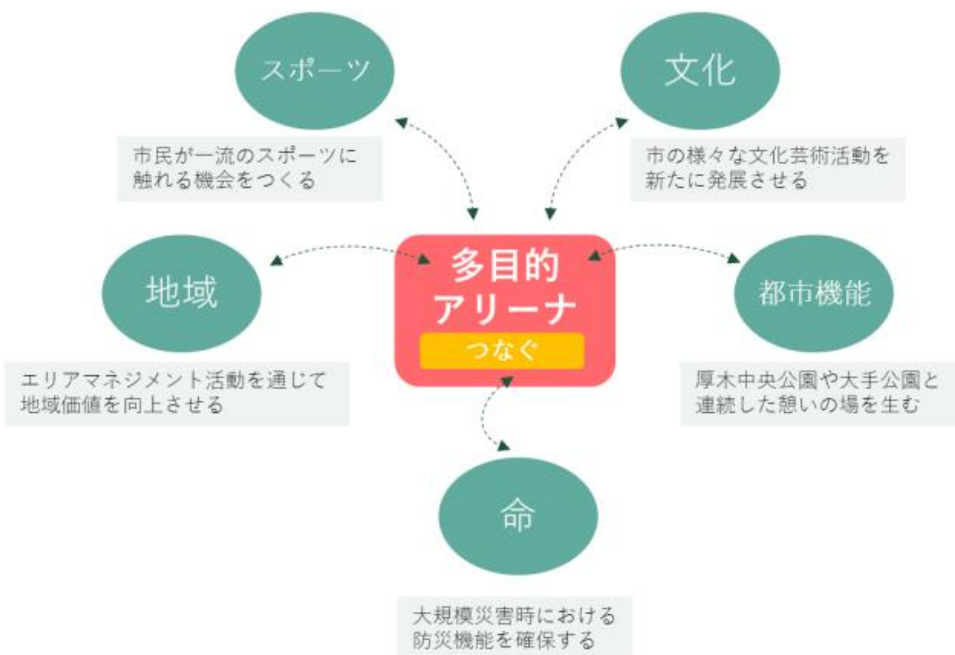 スポーツ
市民が一流のスポーツに
触れる機会をつくる
文化
市の様々な文化芸術活動を
新たに発展させる
地域
エリアマネジメント活動を通じて
地域価値を向上させる
多目的
アリーナ
つなぐ
都市機能
厚木中央公園や大手公園と
連続した憩いの場を生む
命
大規模災害時における
防災機能を確保する